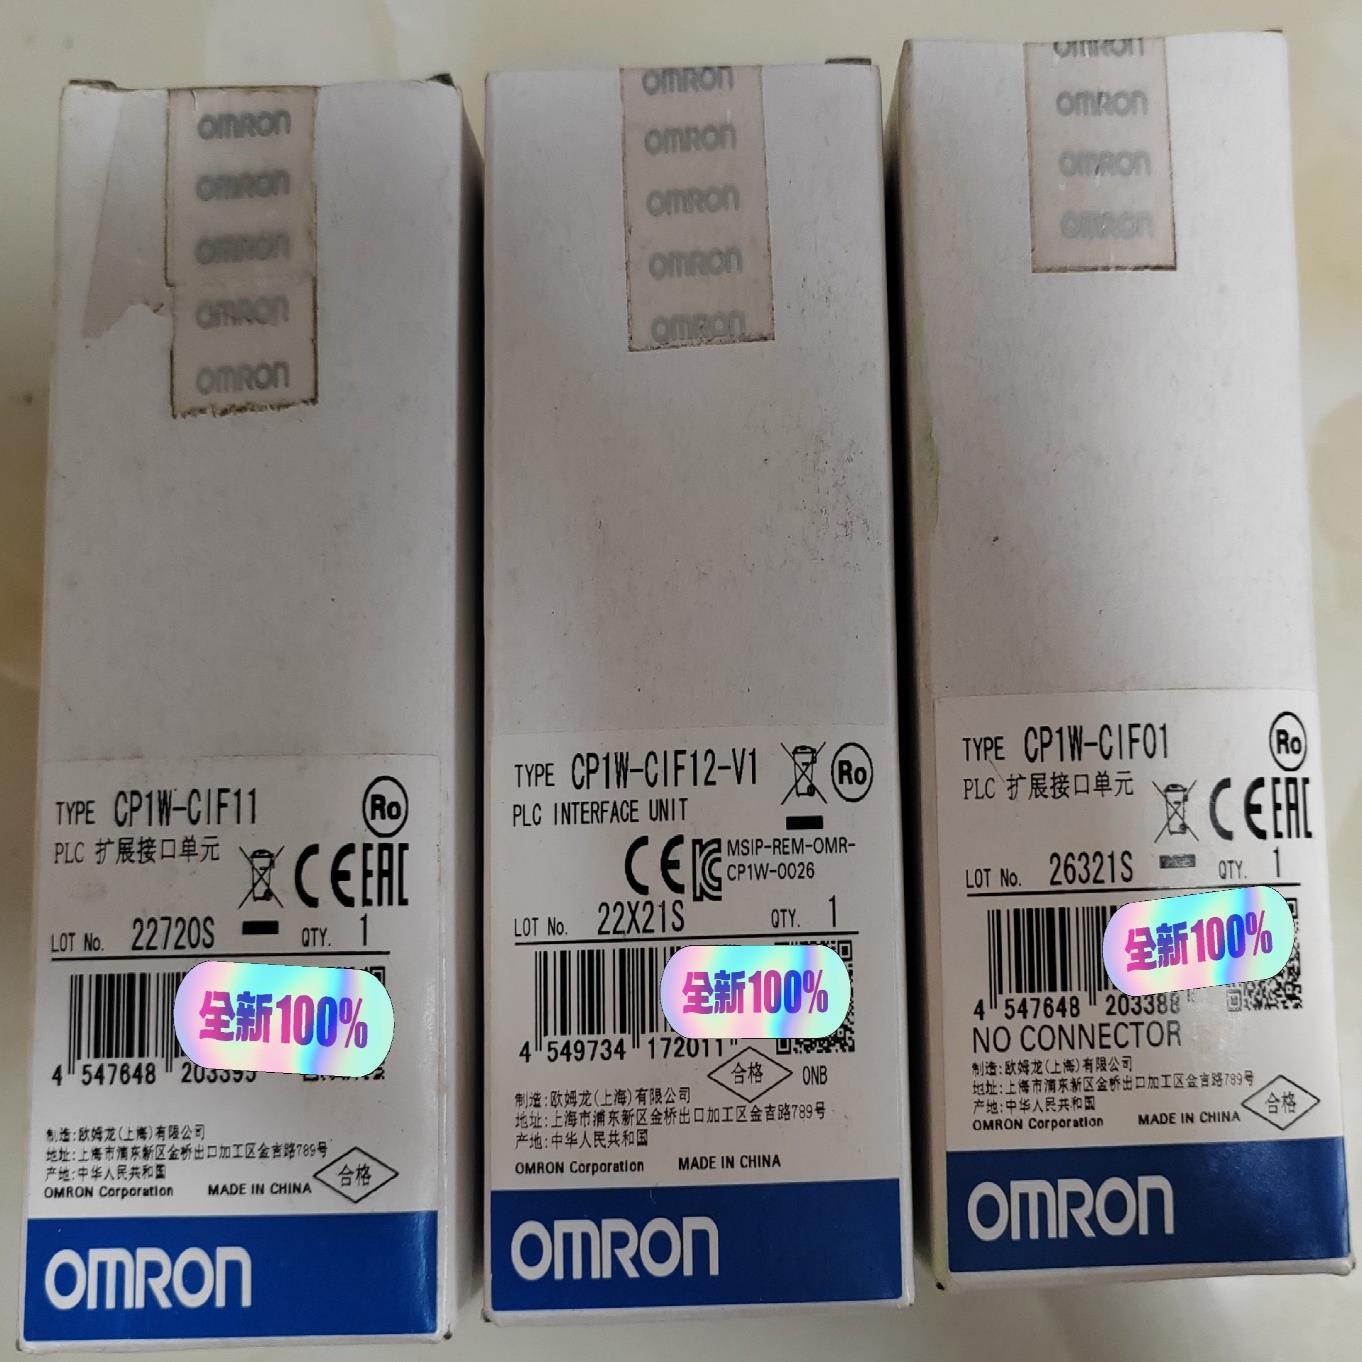 OMRON
OMRON
OMRON
OMRON
OMRON
TYPE CP1W-CIF11
Ro
PLC 扩展接口单元
CE EAC
LOT No. 22720S QTY. 1
全新100%
4 547648 203395
制造:欧姆龙(上海)有限公司
地址:上海市浦东新区金桥出口加工区金吉路789号
产地:中华人民共和国
合格
OMRON Corporation MADE IN CHINA
OMRON
OMRON
OMRON
OMRON
OMRON
OMRON
TYPE CP1W-CIF12-V1
Ro
PLC INTERFACE UNIT
CE
MSIP-REM-OMR-
CP1W-0026
LOT No. 22X21S QTY. 1
全新100%
4 549734 172011
合格 ONB
制造:欧姆龙(上海)有限公司
地址:上海市浦东新区金桥出口加工区金吉路789号
产地:中华人民共和国
OMRON Corporation MADE IN CHINA
OMRON
OMRON
OMRON
OMRON
OMRON
TYPE CP1W-CIF01
Ro
PLC 扩展接口单元
CE EAC
LOT No. 26321S QTY. 1
全新100%
4 547648 203388
NO CONNECTOR
制造:欧姆龙(上海)有限公司
地址:上海市浦东新区金桥出口加工区金吉路789号
产地:中华人民共和国
合格
OMRON Corporation MADE IN CHINA
OMRON